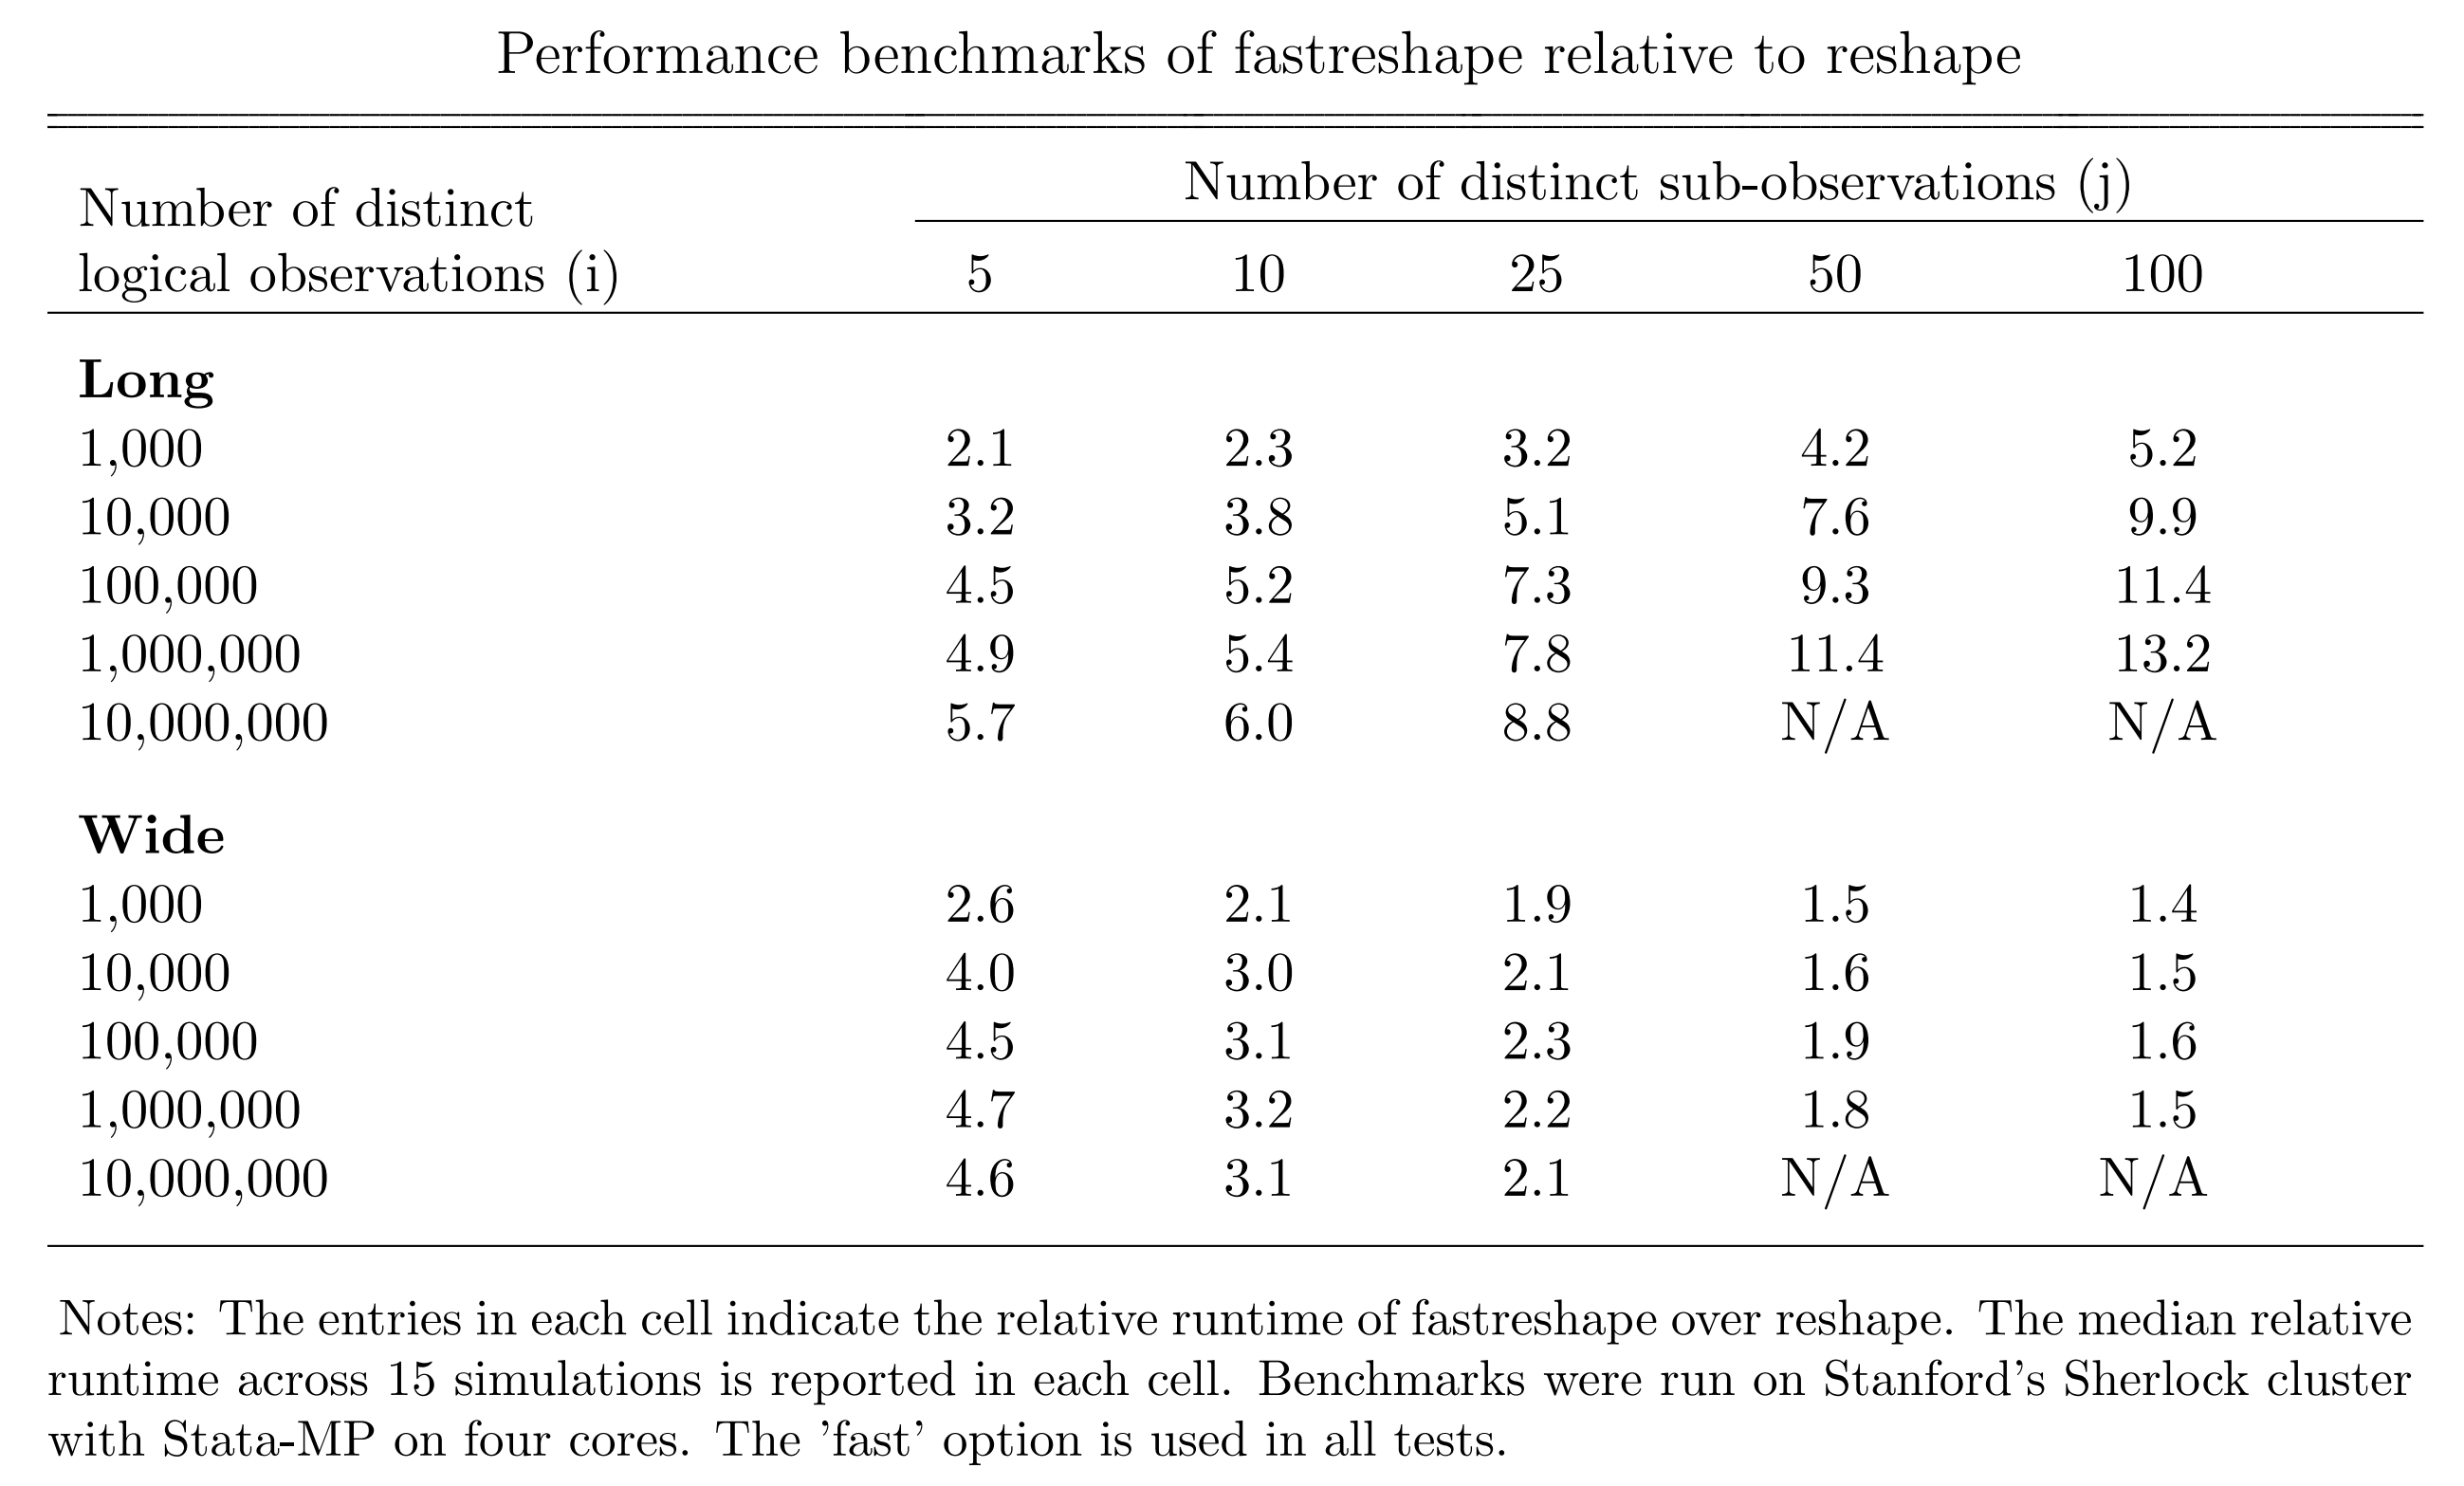 Performance benchmarks of fastreshape relative to reshape
Number of distinct sub-observations (j)
Number of distinct
logical observations (i) 5 10 25 50 100
Long
1,000 2.1 2.3 3.2 4.2 5.2
10,000 3.2 3.8 5.1 7.6 9.9
100,000 4.5 5.2 7.3 9.3 11.4
1,000,000 4.9 5.4 7.8 11.4 13.2
10,000,000 5.7 6.0 8.8 N/A N/A
Wide
1,000 2.6 2.1 1.9 1.5 1.4
10,000 4.0 3.0 2.1 1.6 1.5
100,000 4.5 3.1 2.3 1.9 1.6
1,000,000 4.7 3.2 2.2 1.8 1.5
10,000,000 4.6 3.1 2.1 N/A N/A
Notes: The entries in each cell indicate the relative runtime of fastreshape over reshape. The median relative
runtime across 15 simulations is reported in each cell. Benchmarks were run on Stanford's Sherlock cluster
with Stata-MP on four cores. The 'fast' option is used in all tests.